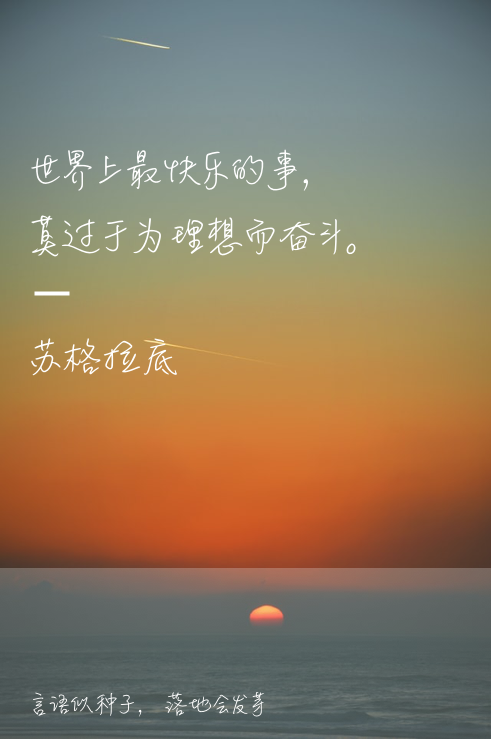 世界上最快乐的事，
莫过于为理想而奋斗。
—
苏格拉底
言语似种子， 落地会发芽